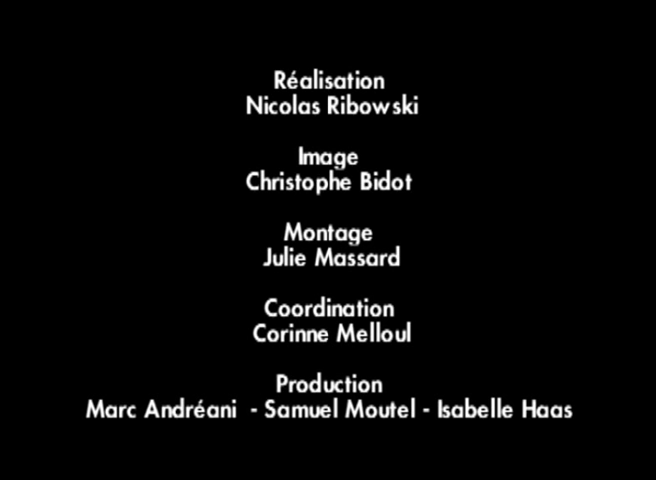 Réalisation
Nicolas Ribowski
Image
Christophe Bidot
Montage
Julie Massard
Coordination
Corinne Melloul
Production
Marc Andréani - Samuel Moutel - Isabelle Haas